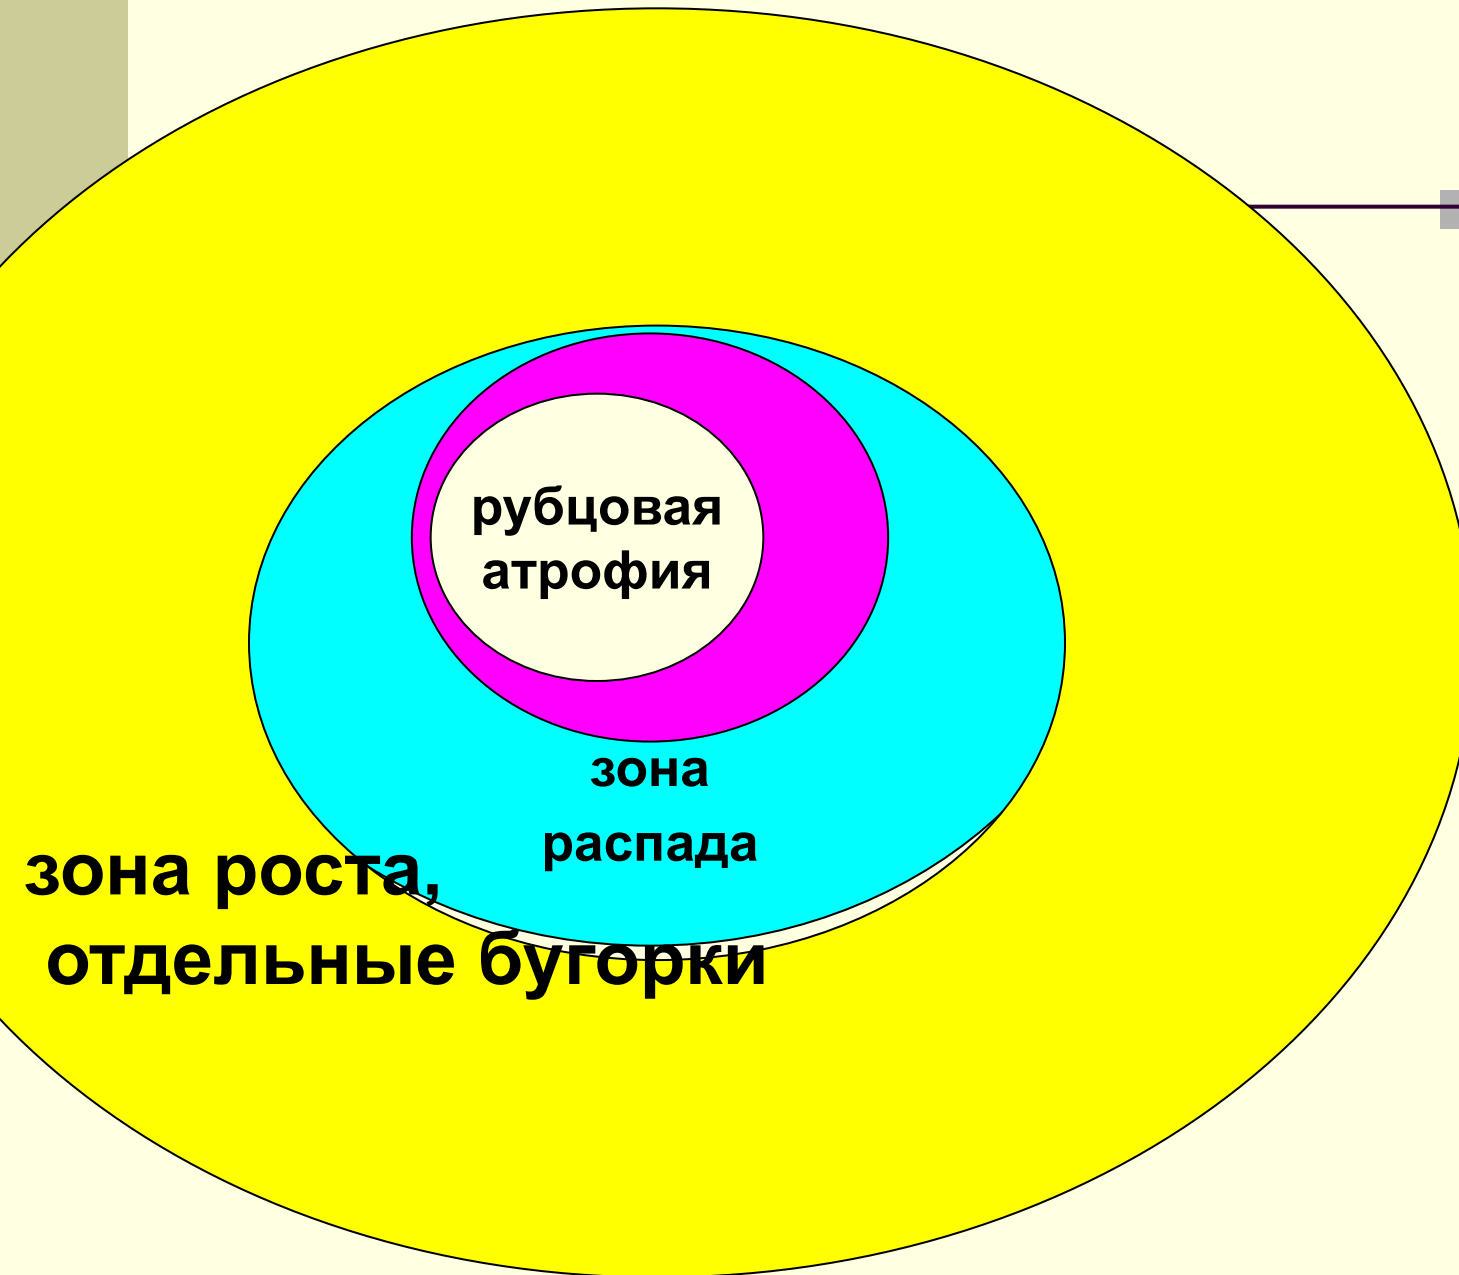 рубцовая
атрофия
зона
распада
зона роста,
отдельные бугорки